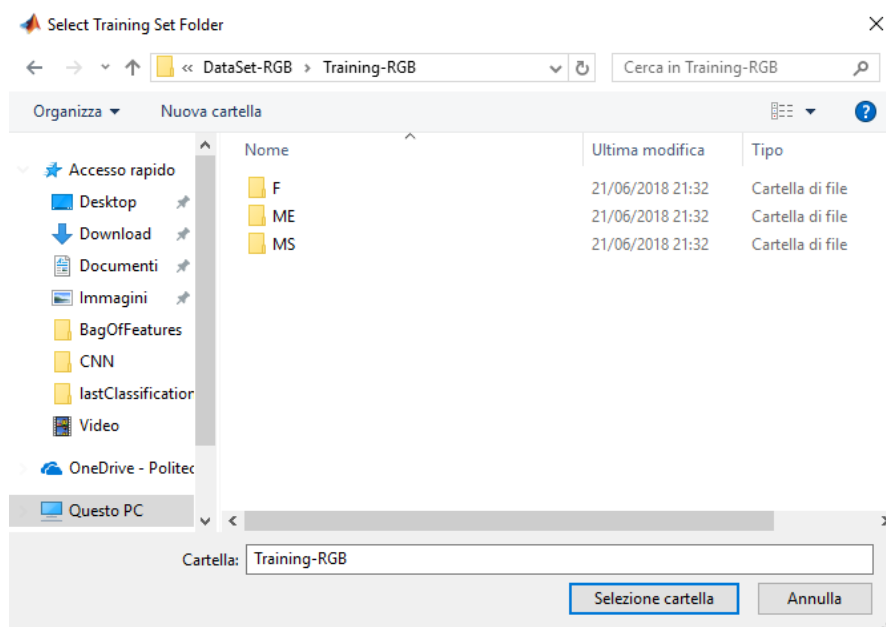 Select Training Set Folder
« DataSet-RGB > Training-RGB
Cerca in Training-RGB
Organizza
Nuova cartella
Nome Ultima modifica Tipo
Accesso rapido
Desktop
Download
Documenti
Immagini
BagOfFeatures
CNN
lastClassification
Video
OneDrive - Politec
Questo PC
F 21/06/2018 21:32 Cartella di file
ME 21/06/2018 21:32 Cartella di file
MS 21/06/2018 21:32 Cartella di file
Cartella: Training-RGB
Selezione cartella Annulla